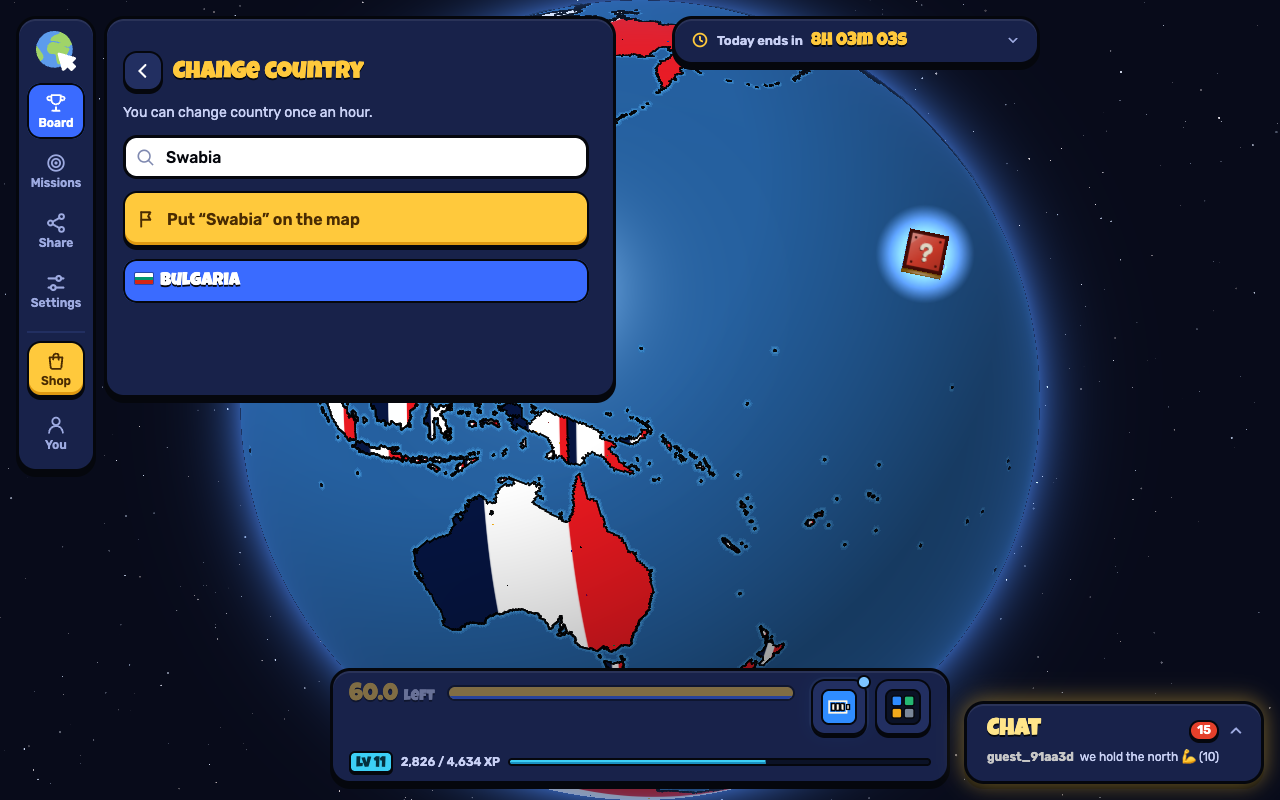 Board
Missions
Share
Settings
Shop
You
CHANGE COUNTRY
You can change country once an hour.
Swabia
Put “Swabia” on the map
BULGARIA
Today ends in 8H 03M 03S
?
60.0 LEFT
LV 11 2,826 / 4,634 XP
CHAT
15
guest_91aa3d we hold the north 💪 (10)